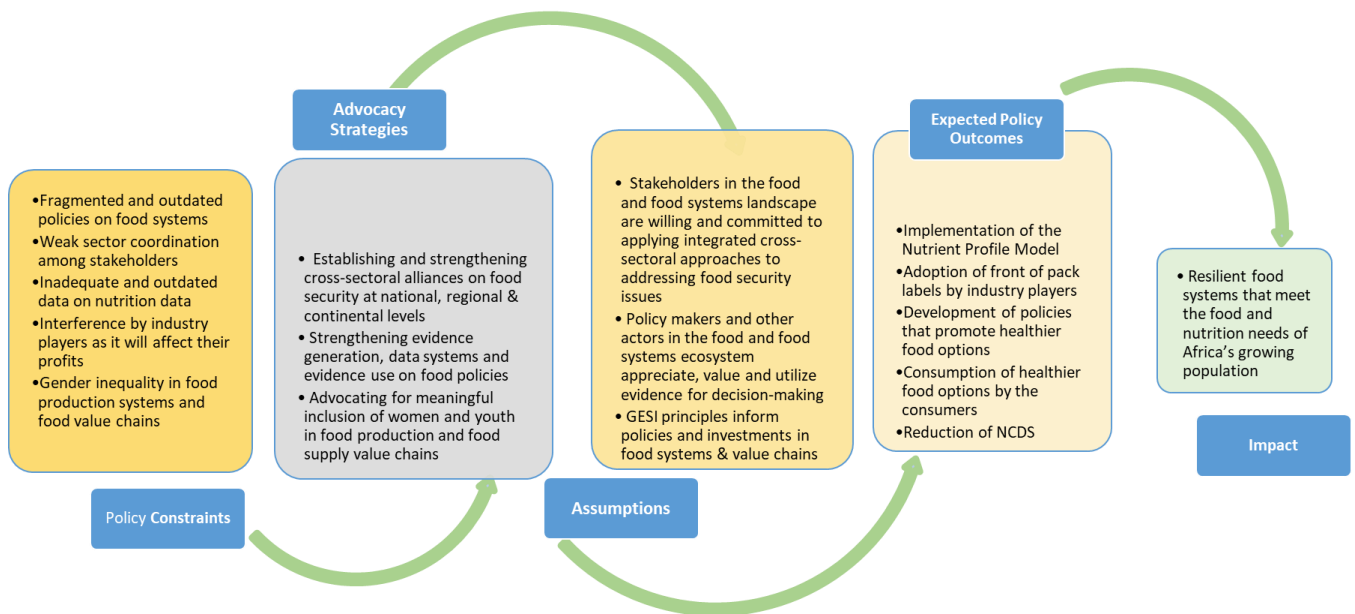 Policy Constraints
•Fragmented and outdated
policies on food systems
•Weak sector coordination
among stakeholders
•Inadequate and outdated
data on nutrition data
•Interference by industry
players as it will affect their
profits
•Gender inequality in food
production systems and
food value chains
Advocacy
Strategies
• Establishing and strengthening
cross-sectoral alliances on food
security at national, regional &
continental levels
• Strengthening evidence
generation, data systems and
evidence use on food policies
• Advocating for meaningful
inclusion of women and youth
in food production and food
supply value chains
Assumptions
• Stakeholders in the food
and food systems landscape
are willing and committed to
applying integrated cross-
sectoral approaches to
addressing food security
issues
• Policy makers and other
actors in the food and food
systems ecosystem
appreciate, value and utilize
evidence for decision-making
• GESI principles inform
policies and investments in
food systems & value chains
Expected Policy
Outcomes
•Implementation of the
Nutrient Profile Model
•Adoption of front of pack
labels by industry players
•Development of policies
that promote healthier
food options
•Consumption of healthier
food options by the
consumers
•Reduction of NCDS
• Resilient food
systems that meet
the food and
nutrition needs of
Africa's growing
population
Impact